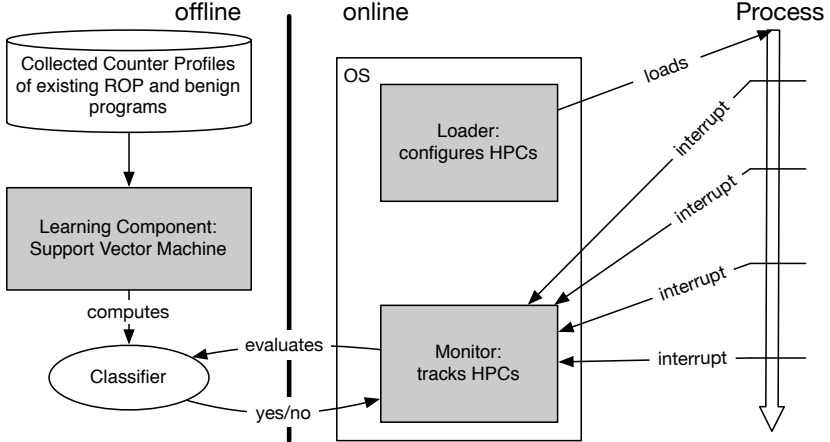 offline
online
Process
Collected Counter Profiles
of existing ROP and benign
programs
OS
Loader:
configures HPCs
loads
interrupt
interrupt
Learning Component:
Support Vector Machine
interrupt
computes
Classifier
evaluates
Monitor:
tracks HPCs
interrupt
yes/no